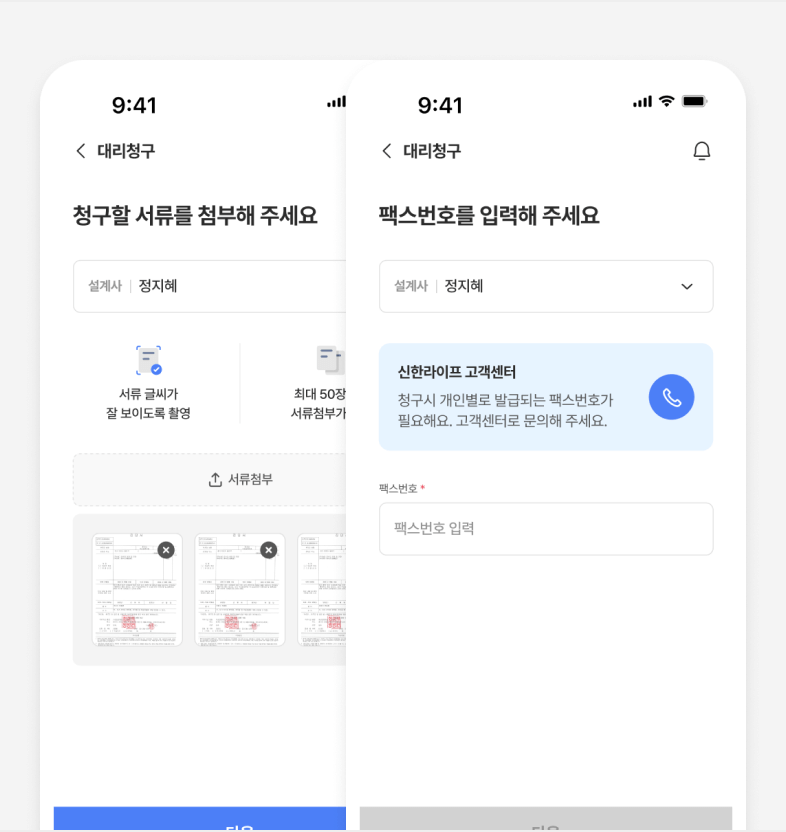 9:41
대리청구
청구할 서류를 첨부해 주세요
설계사 정지혜
서류 글씨가
잘 보이도록 촬영
최대 50장
서류첨부가
서류첨부
9:41
대리청구
팩스번호를 입력해 주세요
설계사 정지혜
신한라이프 고객센터
청구시 개인별로 발급되는 팩스번호가
필요해요. 고객센터로 문의해 주세요.
팩스번호 *
팩스번호 입력